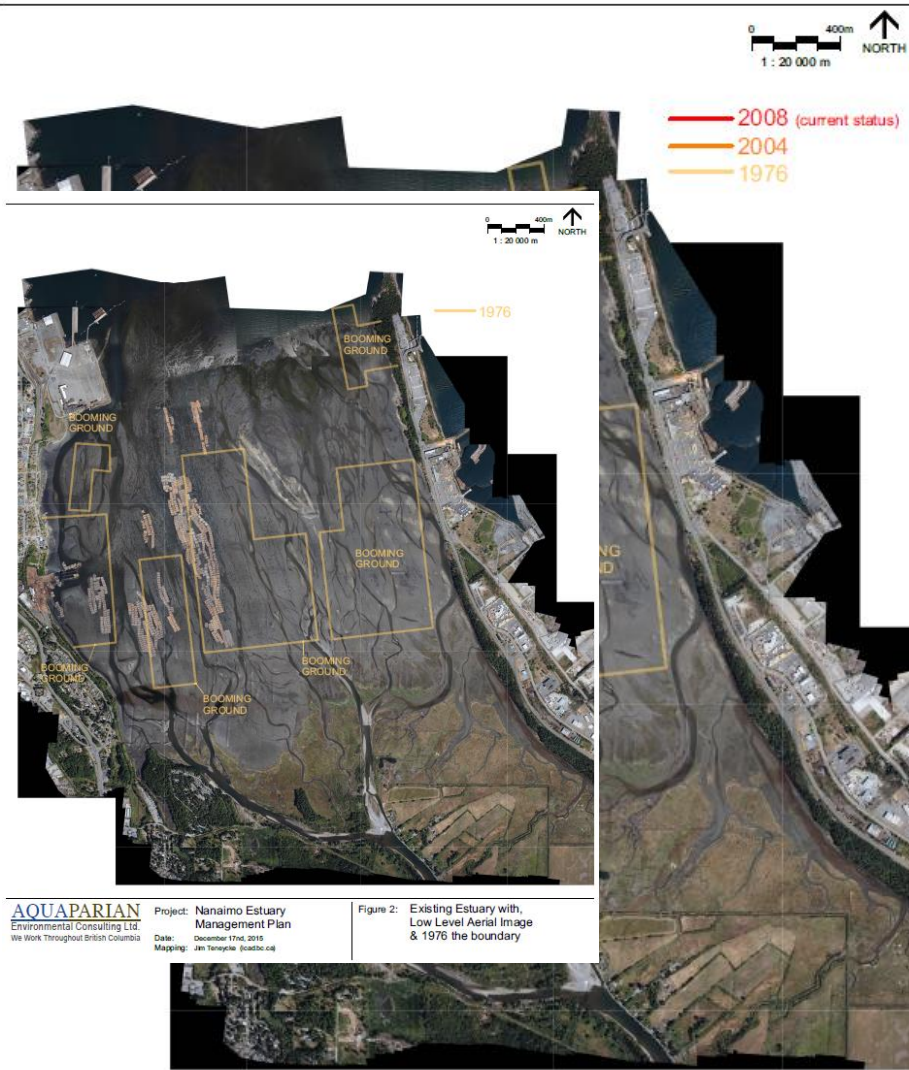 0 400m
1 : 20 000 m
NORTH
2008 (current status)
2004
1976
0 400m
1 : 20 000 m
NORTH
1976
BOOMING
GROUND
BOOMING
GROUND
BOOMING
GROUND
BOOMING
GROUND
BOOMING
GROUND
BOOMING
GROUND
NG
ND
AQUAPARIAN
Environmental Consulting Ltd.
We Work Throughout British Columbia
Project: Nanaimo Estuary
Management Plan
Date: December 17nd, 2015
Mapping: Jim Teneycke (lcadbc.ca)
Figure 2: Existing Estuary with,
Low Level Aerial Image
& 1976 the boundary